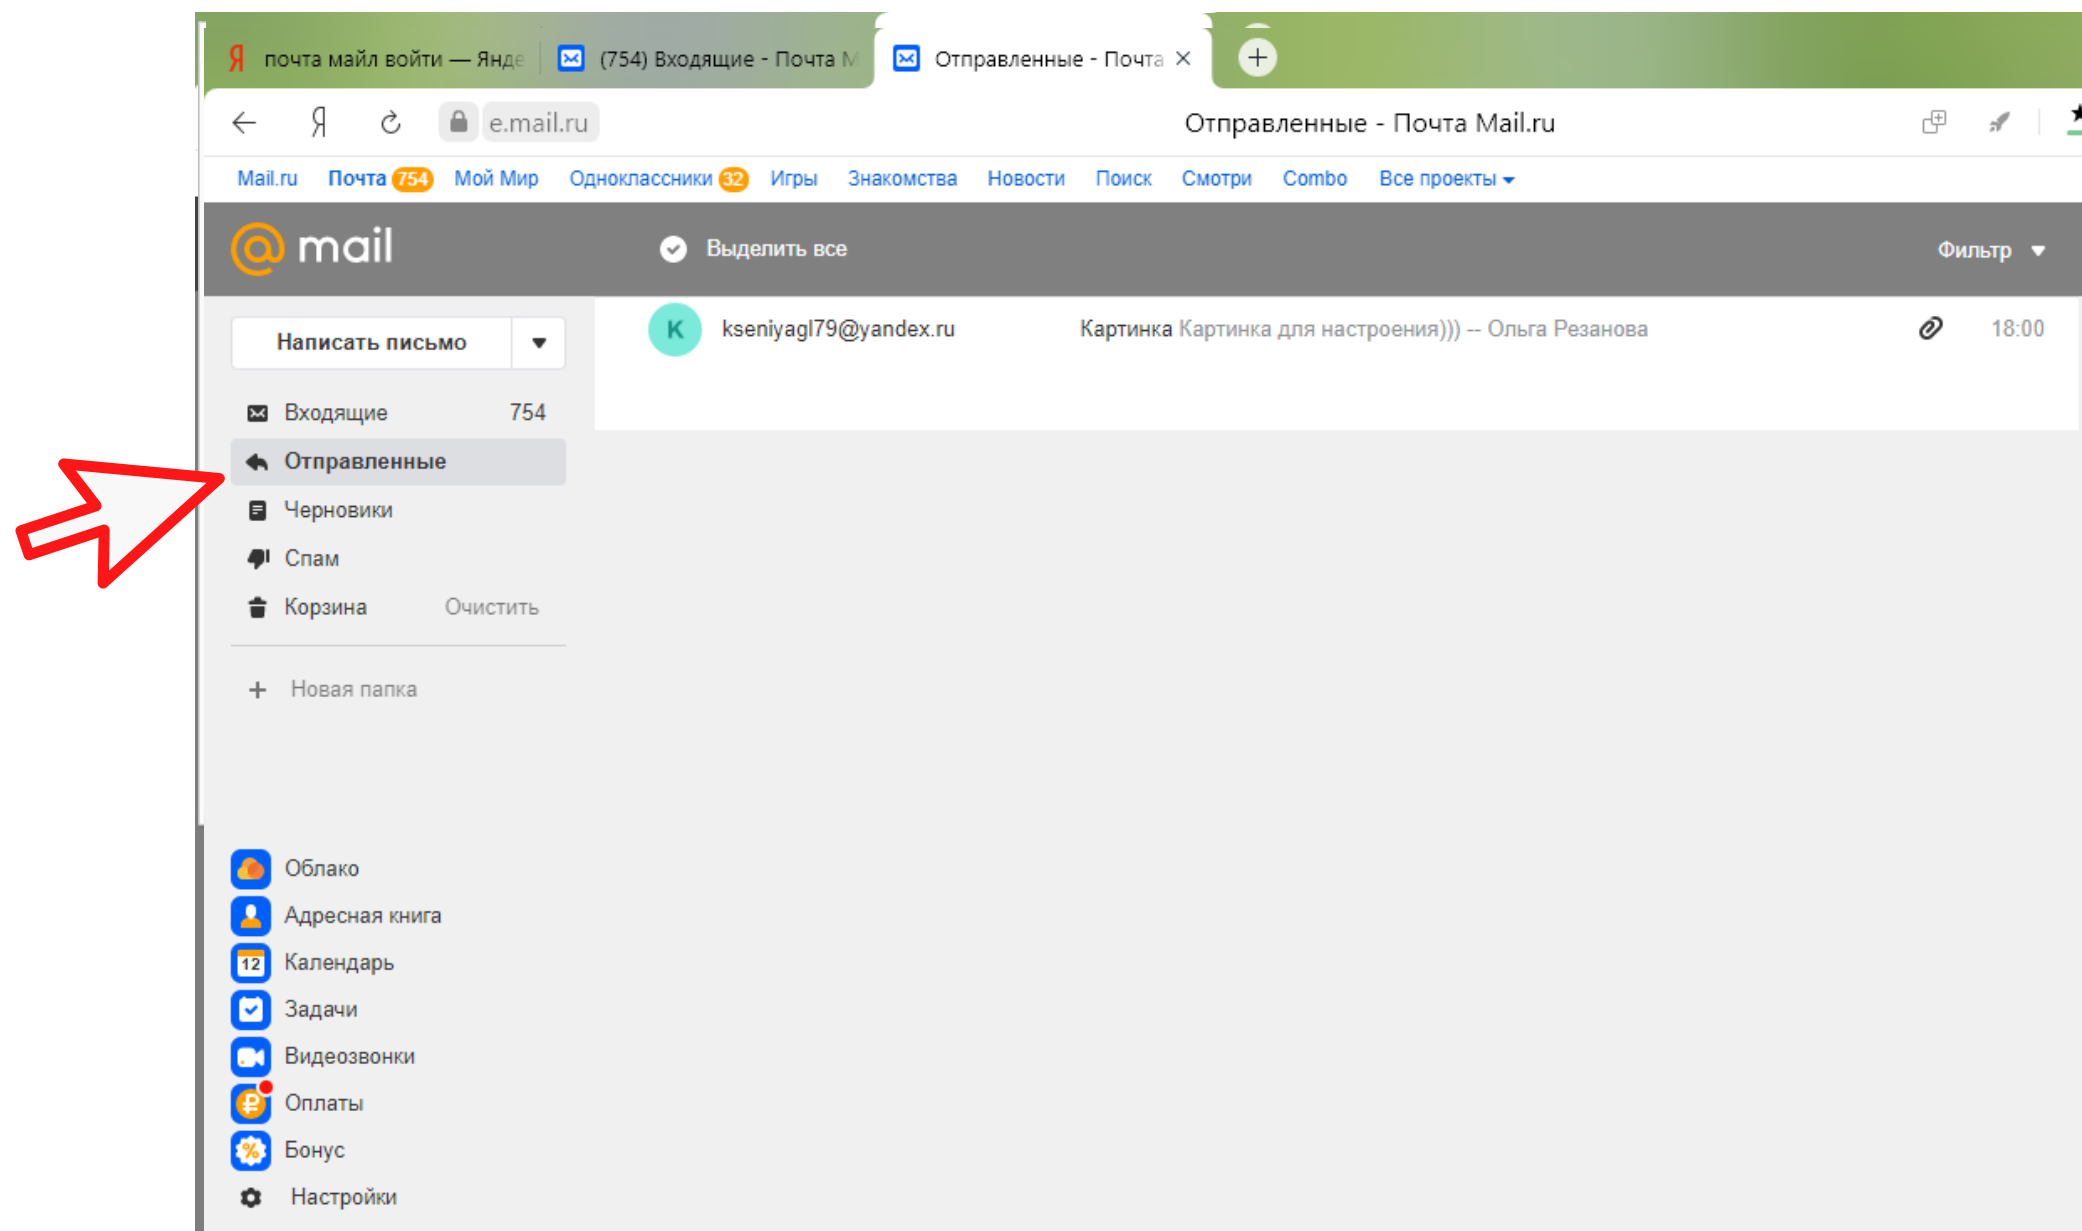 Я почта майл войти — Янде
(754) Входящие - Почта М
Отправленные - Почта
Я
e.mail.ru
Отправленные - Почта Mail.ru
Mail.ru Почта 754 Мой Мир Одноклассники 32 Игры Знакомства Новости Поиск Смотри Combo Все проекты
@ mail
Выделить все
Фильтр
Написать письмо
K kseniyagl79@yandex.ru Картинка Картинка для настроения))) -- Ольга Резанова 18:00
Входящие 754
Отправленные
Черновики
Спам
Корзина Очистить
+ Новая папка
Облако
Адресная книга
12 Календарь
Задачи
Видеозвонки
₽ Оплаты
% Бонус
Настройки